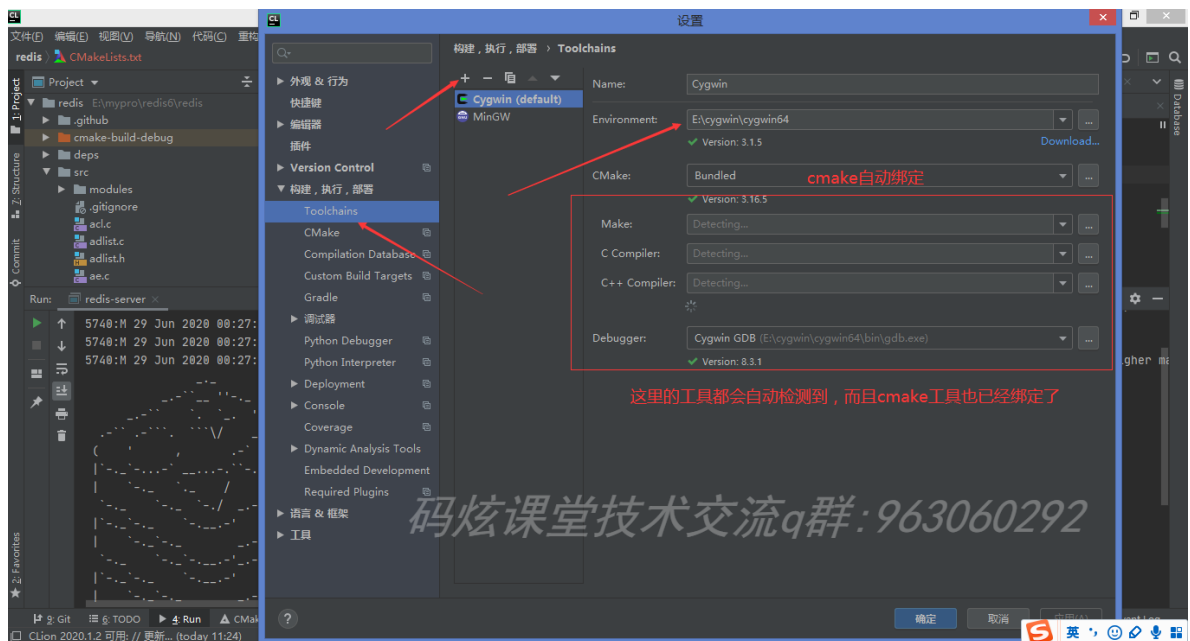 设置
文件(F) 编辑(E) 视图(V) 导航(N) 代码(C) 重构
redis CMakeLists.txt
1: Project
Z: Structure
Commit
2: Favorites
Project
redis E:\mypro\redis6\redis
.github
cmake-build-debug
deps
src
modules
.gitignore
acl.c
adlist.c
adlist.h
ae.c
Run: redis-server
5740:M 29 Jun 2020 00:27:
5740:M 29 Jun 2020 00:27:
5740:M 29 Jun 2020 00:27:
9: Git 6: TODO 4: Run CMak
CLion 2020.1.2 可用: // 更新... (today 11:24)
外观 & 行为
快捷键
编辑器
插件
Version Control
构建，执行，部署
Toolchains
CMake
Compilation Database
Custom Build Targets
Gradle
调试器
Python Debugger
Python Interpreter
Deployment
Console
Coverage
Dynamic Analysis Tools
Embedded Development
Required Plugins
语言 & 框架
工具
构建，执行，部署 › Toolchains
Cygwin (default)
MinGW
Name: Cygwin
Environment: E:\cygwin\cygwin64
Version: 3.1.5 Download...
CMake: Bundled
cmake自动绑定
Version: 3.16.5
Make: Detecting...
C Compiler: Detecting...
C++ Compiler: Detecting...
Debugger: Cygwin GDB (E:\cygwin\cygwin64\bin\gdb.exe)
Version: 8.3.1
这里的工具都会自动检测到，而且cmake工具也已经绑定了
码炫课堂技术交流q群:963060292
确定 取消
Database
英